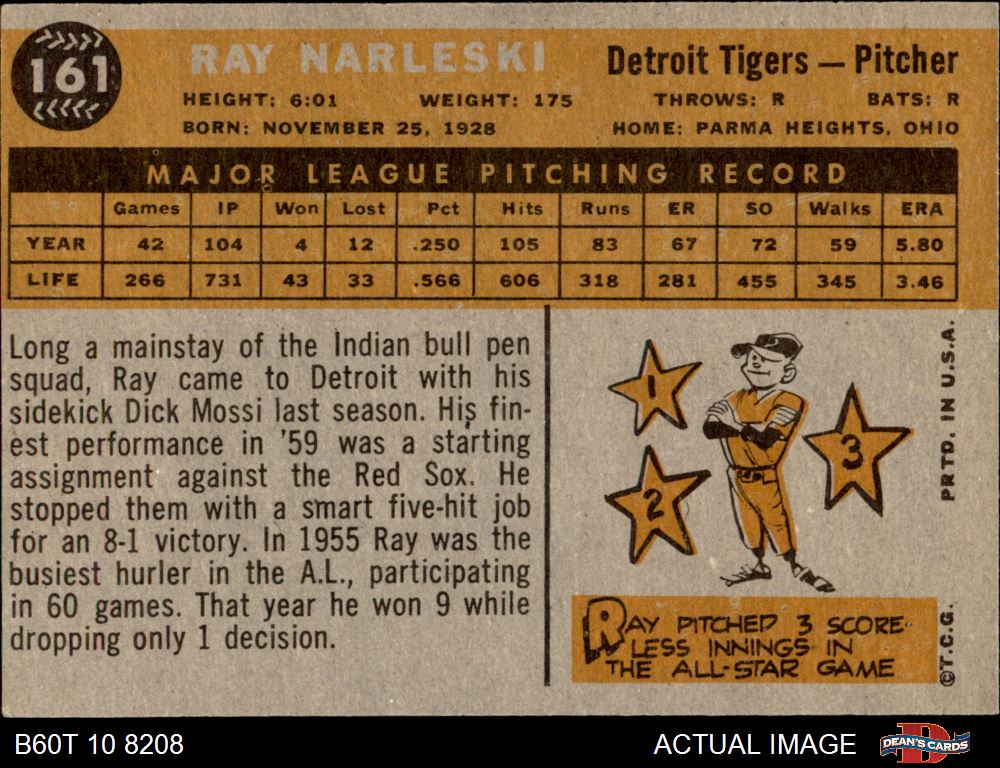 161
RAY NARLESKI
Detroit Tigers — Pitcher
HEIGHT: 6:01 WEIGHT: 175 THROWS: R BATS: R
BORN: NOVEMBER 25, 1928 HOME: PARMA HEIGHTS, OHIO
MAJOR LEAGUE PITCHING RECORD
Games IP Won Lost Pct Hits Runs ER SO Walks ERA
YEAR 42 104 4 12 .250 105 83 67 72 59 5.80
LIFE 266 731 43 33 .566 606 318 281 455 345 3.46
Long a mainstay of the Indian bull pen
squad, Ray came to Detroit with his
sidekick Dick Mossi last season. His fin-
est performance in '59 was a starting
assignment against the Red Sox. He
stopped them with a smart five-hit job
for an 8-1 victory. In 1955 Ray was the
busiest hurler in the A.L., participating
in 60 games. That year he won 9 while
dropping only 1 decision.
1
2
3
RAY PITCHED 3 SCORE-
LESS INNINGS IN
THE ALL-STAR GAME
©T.C.G. PRTD. IN U.S.A.
B60T 10 8208
ACTUAL IMAGE
DEAN'S CARDS